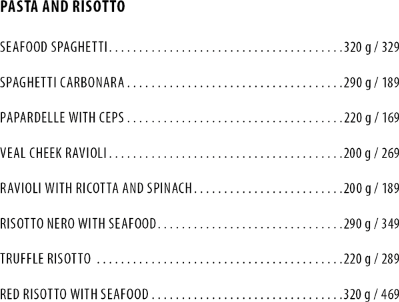 PASTA AND RISOTTO
SEAFOOD SPAGHETTI........................................320 g / 329
SPAGHETTI CARBONARA.....................................290 g / 189
PAPARDELLE WITH CEPS.....................................220 g / 169
VEAL CHEEK RAVIOLI........................................200 g / 269
RAVIOLI WITH RICOTTA AND SPINACH..........................200 g / 189
RISOTTO NERO WITH SEAFOOD................................290 g / 349
TRUFFLE RISOTTO ..........................................220 g / 289
RED RISOTTO WITH SEAFOOD .................................320 g / 469